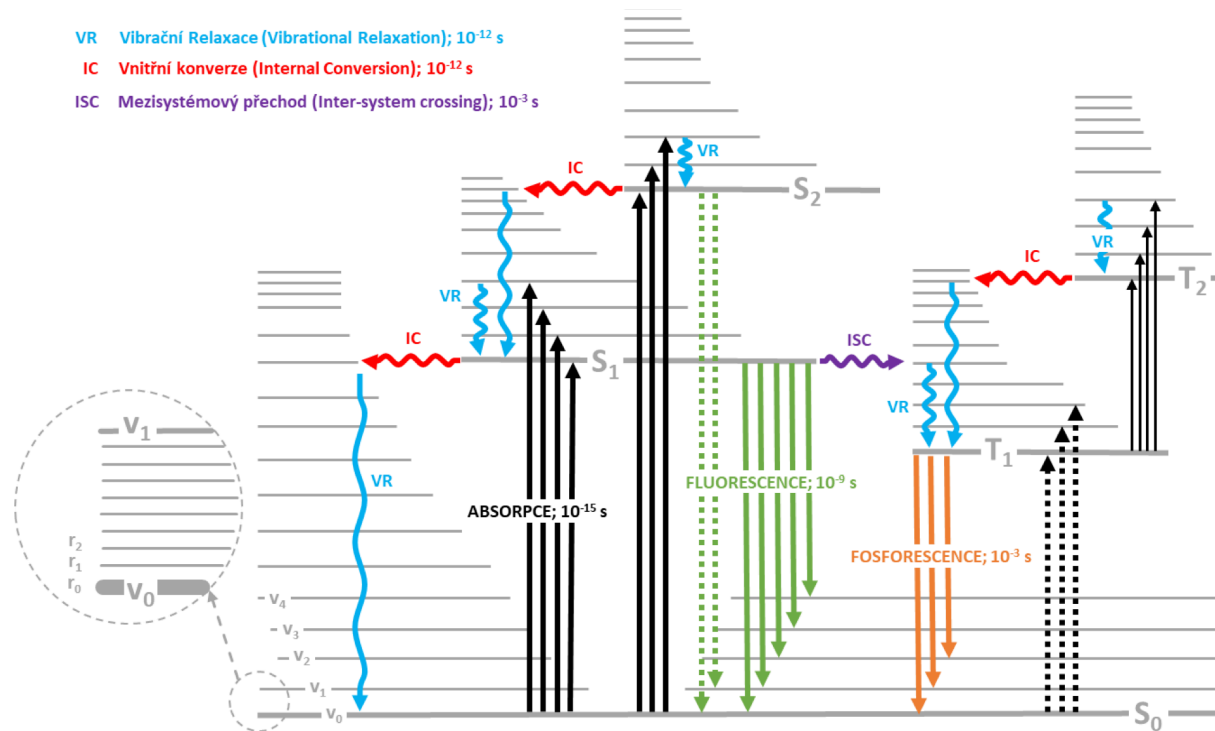 VR Vibrační Relaxace (Vibrational Relaxation); 10⁻¹² s
IC Vnitřní konverze (Internal Conversion); 10⁻¹² s
ISC Mezisystémový přechod (Inter-system crossing); 10⁻³ s
VR
IC
S₂
VR
IC
T₂
VR
IC
S₁
ISC
VR
v₁
T₁
VR
FLUORESCENCE; 10⁻⁹ s
ABSORPCE; 10⁻¹⁵ s
r₂
r₁
r₀
v₀
FOSFORESCENCE; 10⁻³ s
v₄
v₃
v₂
v₁
v₀
S₀